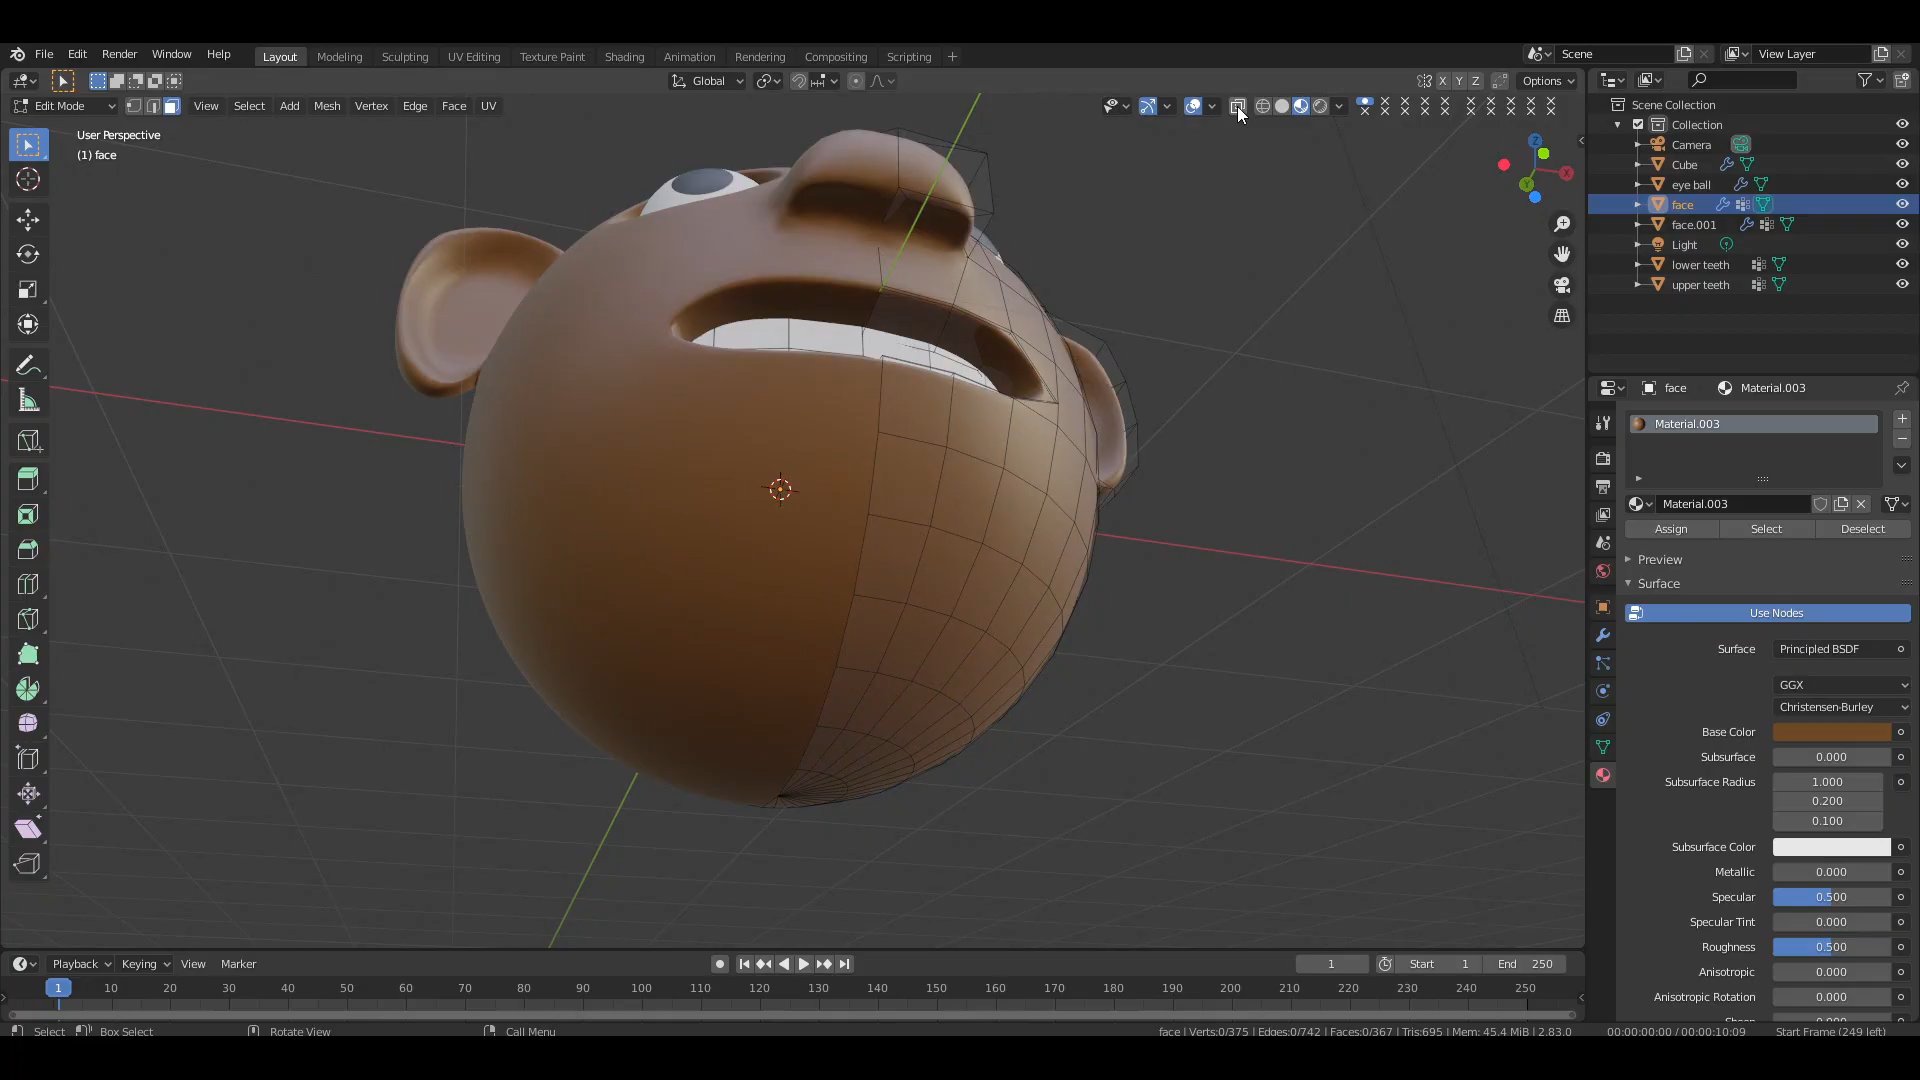 File Edit Render Window Help Layout Modeling Sculpting UV Editing Texture Paint Shading Animation Rendering Compositing Scripting + Scene View Layer
Global X Y Z Options
Edit Mode View Select Add Mesh Vertex Edge Face UV
User Perspective
(1) face
Z
X
Y
Scene Collection
Collection
Camera
Cube
eye ball
face
face.001
Light
lower teeth
upper teeth
face Material.003
Material.003
Material.003
Assign Select Deselect
Preview
Surface
Use Nodes
Surface Principled BSDF
GGX
Christensen-Burley
Base Color
Subsurface 0.000
Subsurface Radius 1.000
0.200
0.100
Subsurface Color
Metallic 0.000
Specular 0.500
Specular Tint 0.000
Roughness 0.500
Anisotropic 0.000
Anisotropic Rotation 0.000
Playback Keying View Marker 1 Start 1 End 250
1 10 20 30 40 50 60 70 80 90 100 110 120 130 140 150 160 170 180 190 200 210 220 230 240 250
Select Box Select Rotate View Call Menu face | Verts:0/375 | Edges:0/742 | Faces:0/367 | Tris:695 | Mem: 45.4 MiB | 2.83.0 00:00:00:00 / 00:00:10:09 Start Frame (249 left)